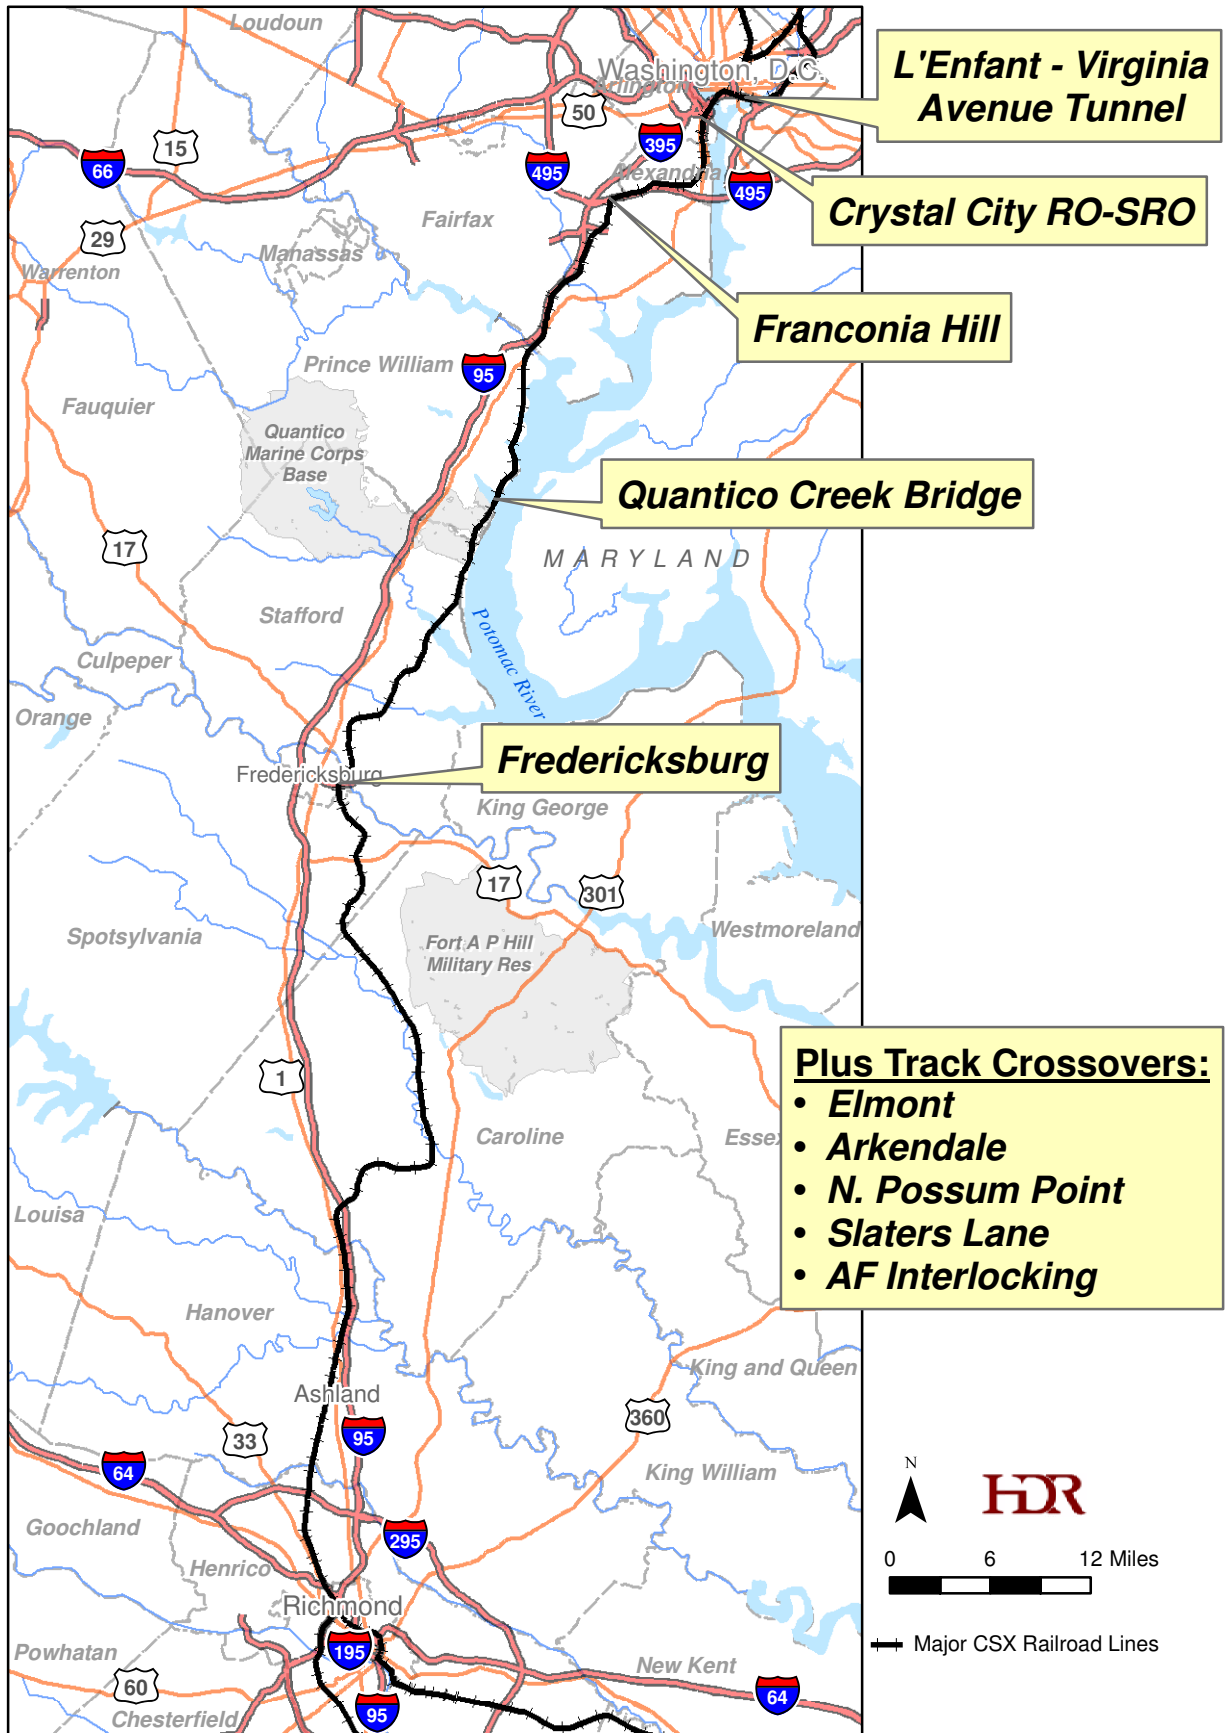 Loudoun
Washington, D.C.
Arlington
L'Enfant - Virginia
Avenue Tunnel
50
15
395
66
495
Alexandria
495
Crystal City RO-SRO
Fairfax
29
Manassas
Warrenton
Franconia Hill
Prince William
95
Fauquier
Quantico
Marine Corps
Base
Quantico Creek Bridge
17
MARYLAND
Stafford
Potomac River
Culpeper
Orange
Fredericksburg
Fredericksburg
King George
17
301
Spotsylvania
Fort A P Hill
Military Res
Westmoreland
Plus Track Crossovers:
• Elmont
• Arkendale
• N. Possum Point
• Slaters Lane
• AF Interlocking
1
Caroline
Essex
Louisa
Hanover
King and Queen
Ashland
360
33
95
64
King William
N
HDR
Goochland
295
0 6 12 Miles
Henrico
Richmond
Major CSX Railroad Lines
195
Powhatan
New Kent
60
64
95
Chesterfield